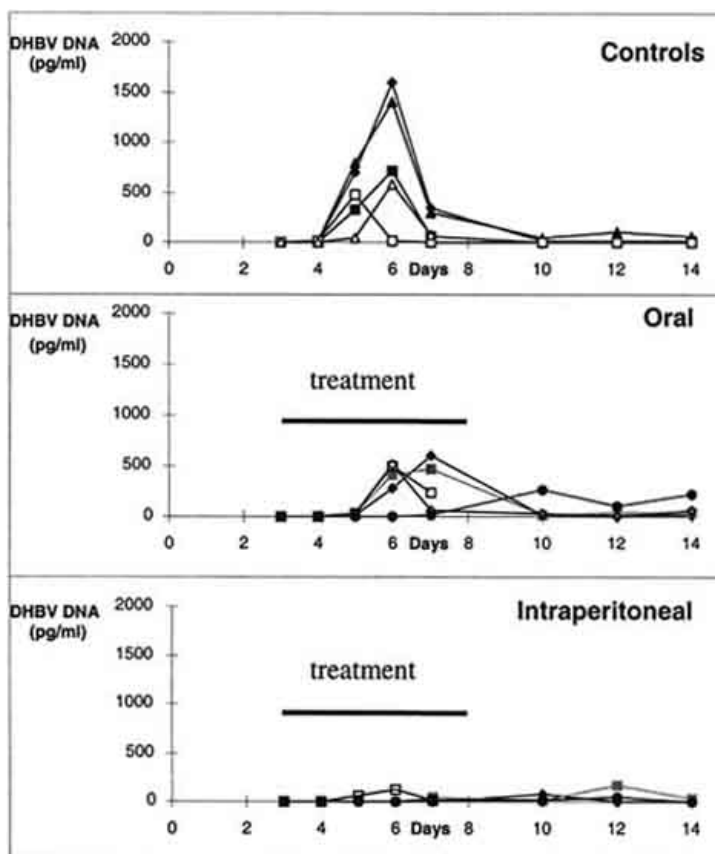 DHBV DNA
(pg/ml)
2000
1500
1000
500
0
Controls
0 2 4 6 Days 8 10 12 14
DHBV DNA
(pg/ml)
2000
1500
1000
500
0
Oral
treatment
0 2 4 6 Days 8 10 12 14
DHBV DNA
(pg/ml)
2000
1500
1000
500
0
Intraperitoneal
treatment
0 2 4 6 Days 8 10 12 14